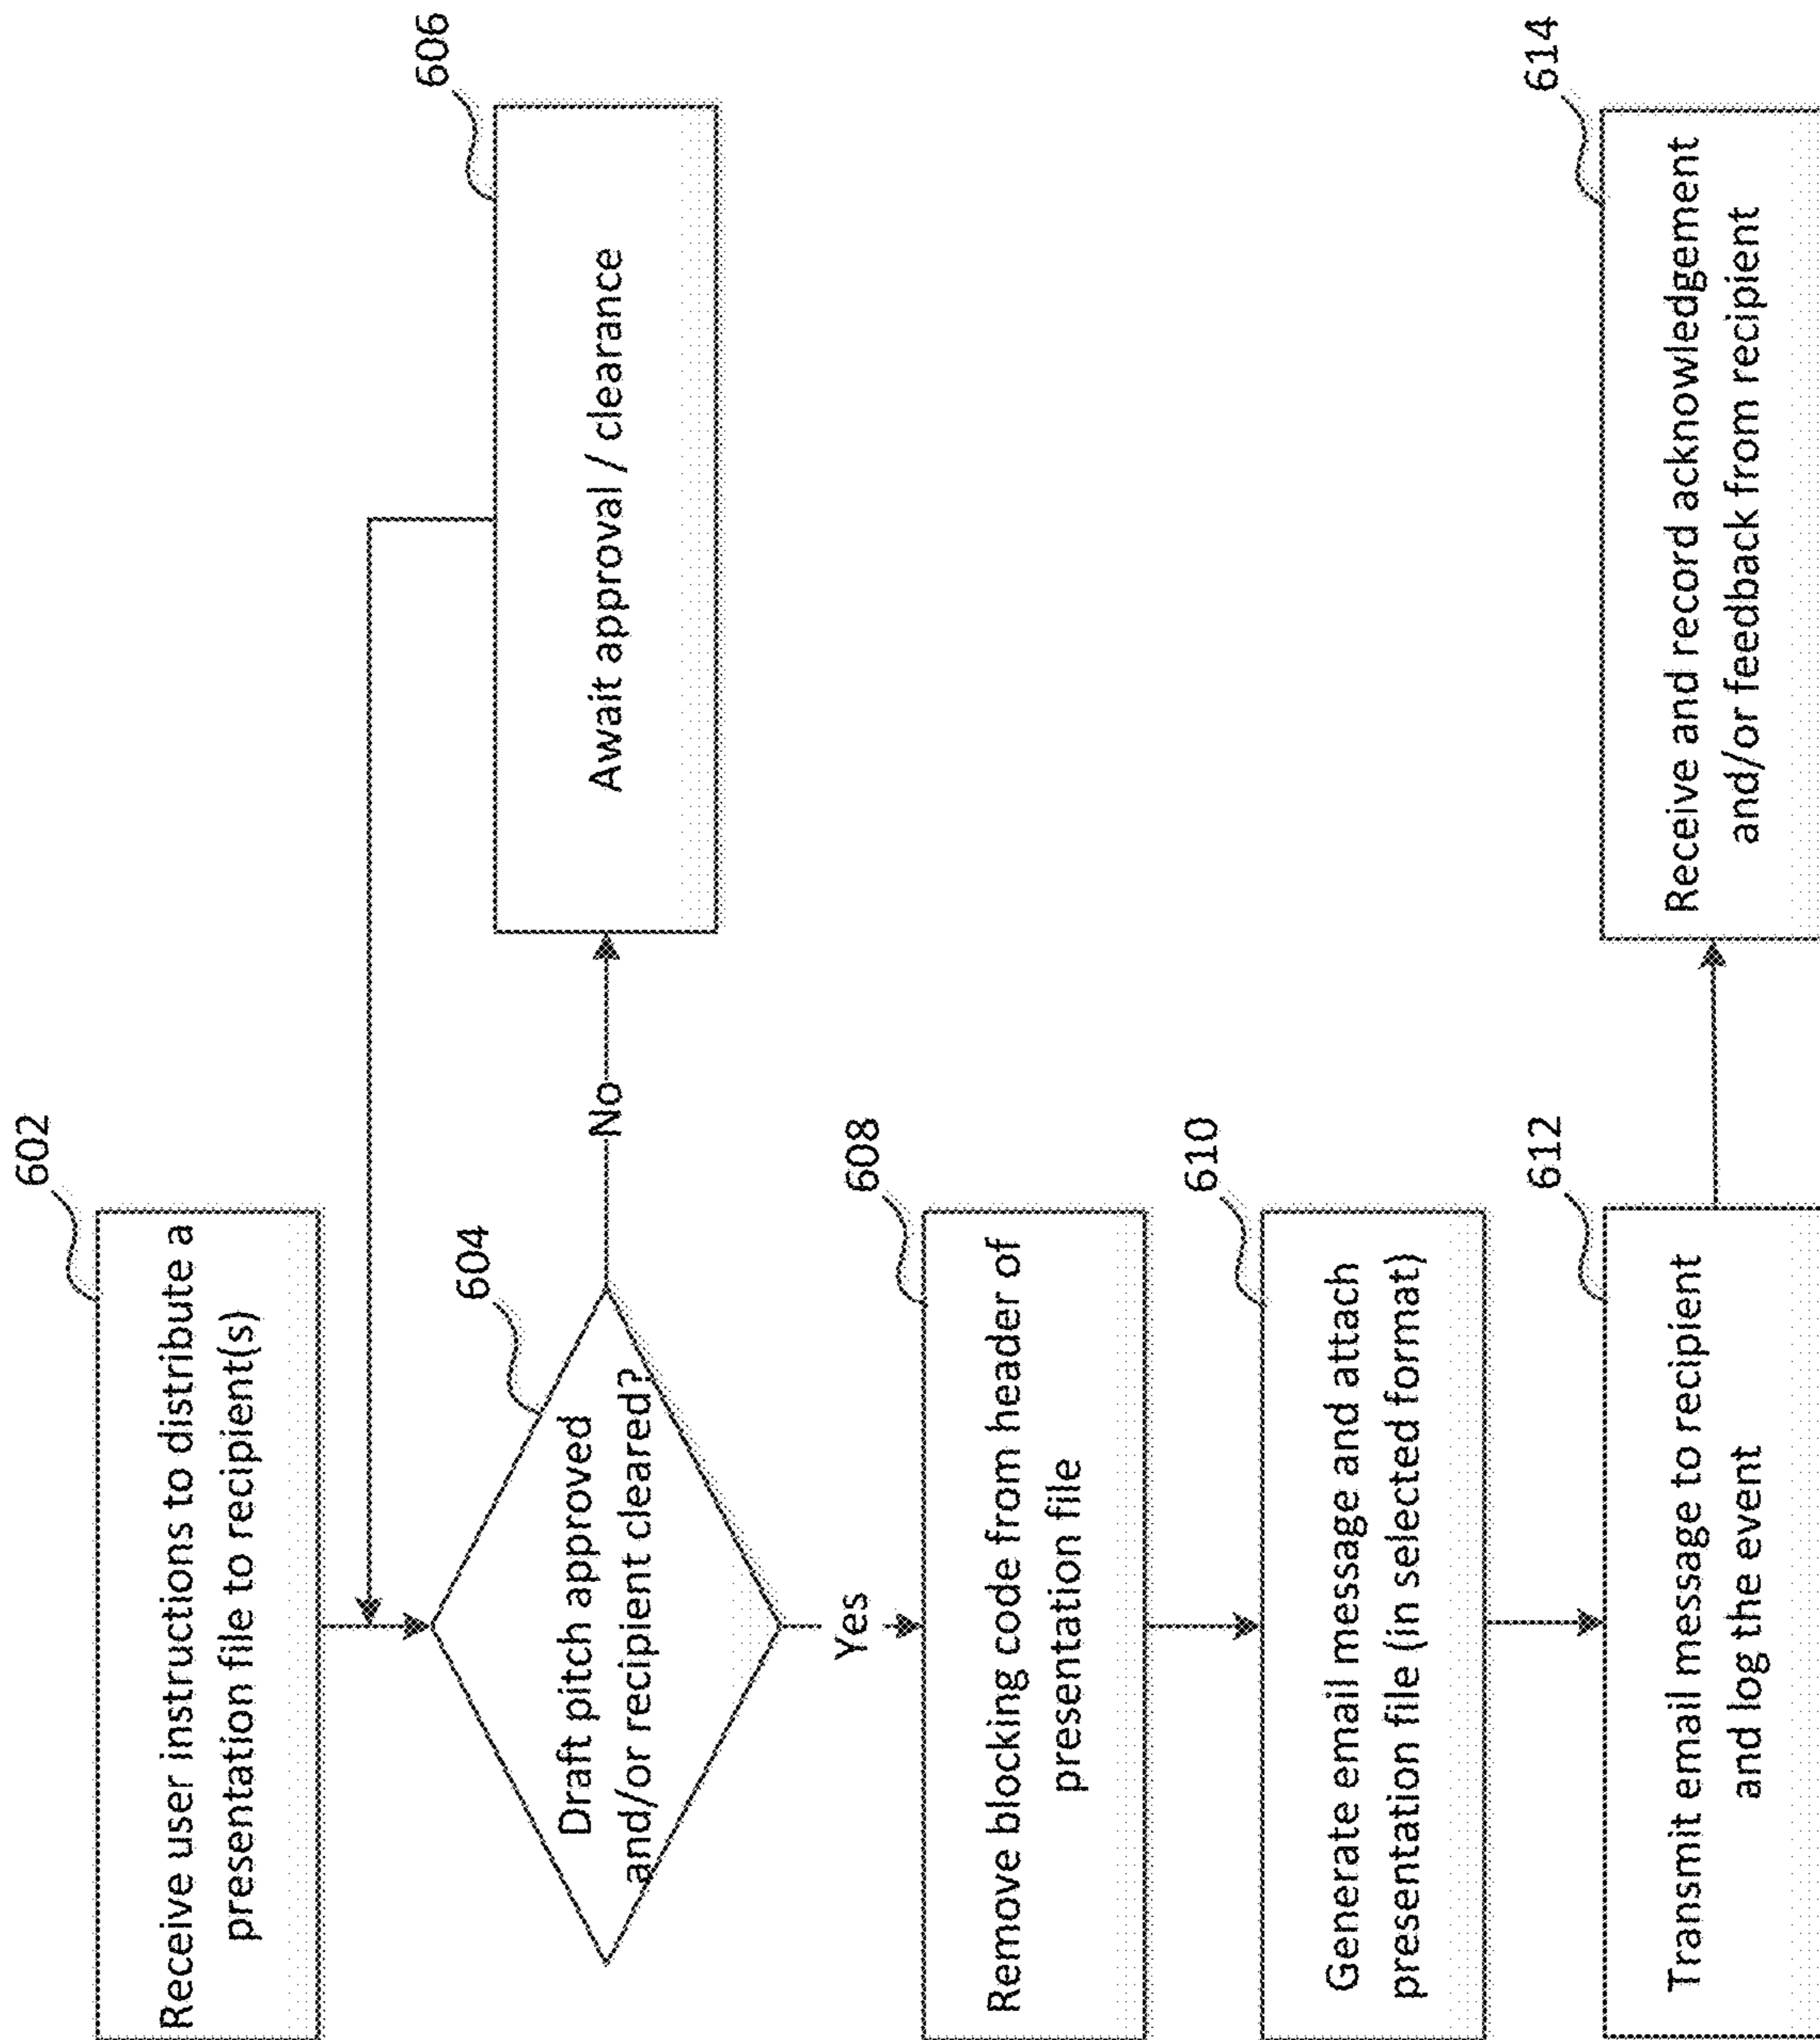 602
Receive user instructions to distribute a
presentation file to recipient(s)
604
Draft pitch approved
and/or recipient cleared?
No
606
Await approval / clearance
Yes
608
Remove blocking code from header of
presentation file
610
Generate email message and attach
presentation file (in selected format)
612
Transmit email message to recipient
and log the event
614
Receive and record acknowledgement
and/or feedback from recipient